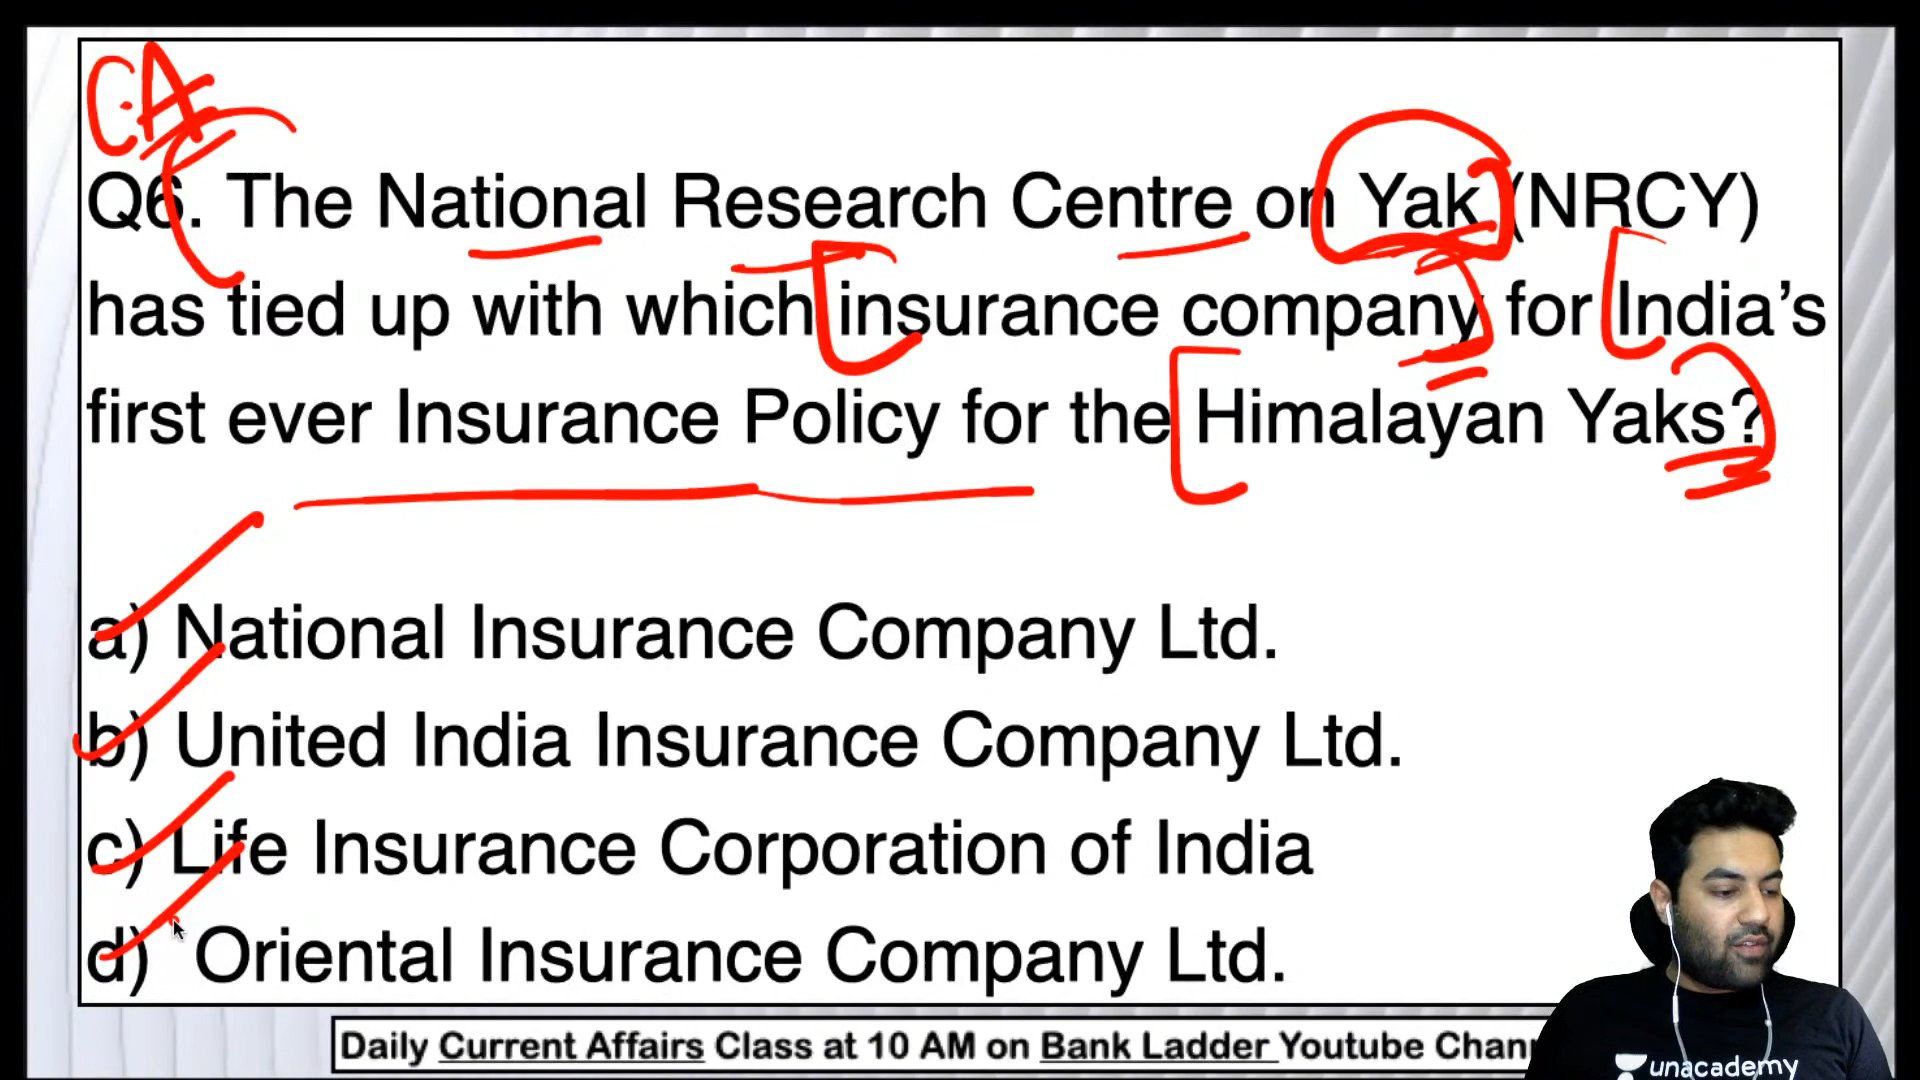 CA
Q6. The National Research Centre on Yak (NRCY)
has tied up with which insurance company for India’s
first ever Insurance Policy for the Himalayan Yaks?
a) National Insurance Company Ltd.
b) United India Insurance Company Ltd.
c) Life Insurance Corporation of India
d) Oriental Insurance Company Ltd.
Daily Current Affairs Class at 10 AM on Bank Ladder Youtube
unacademy